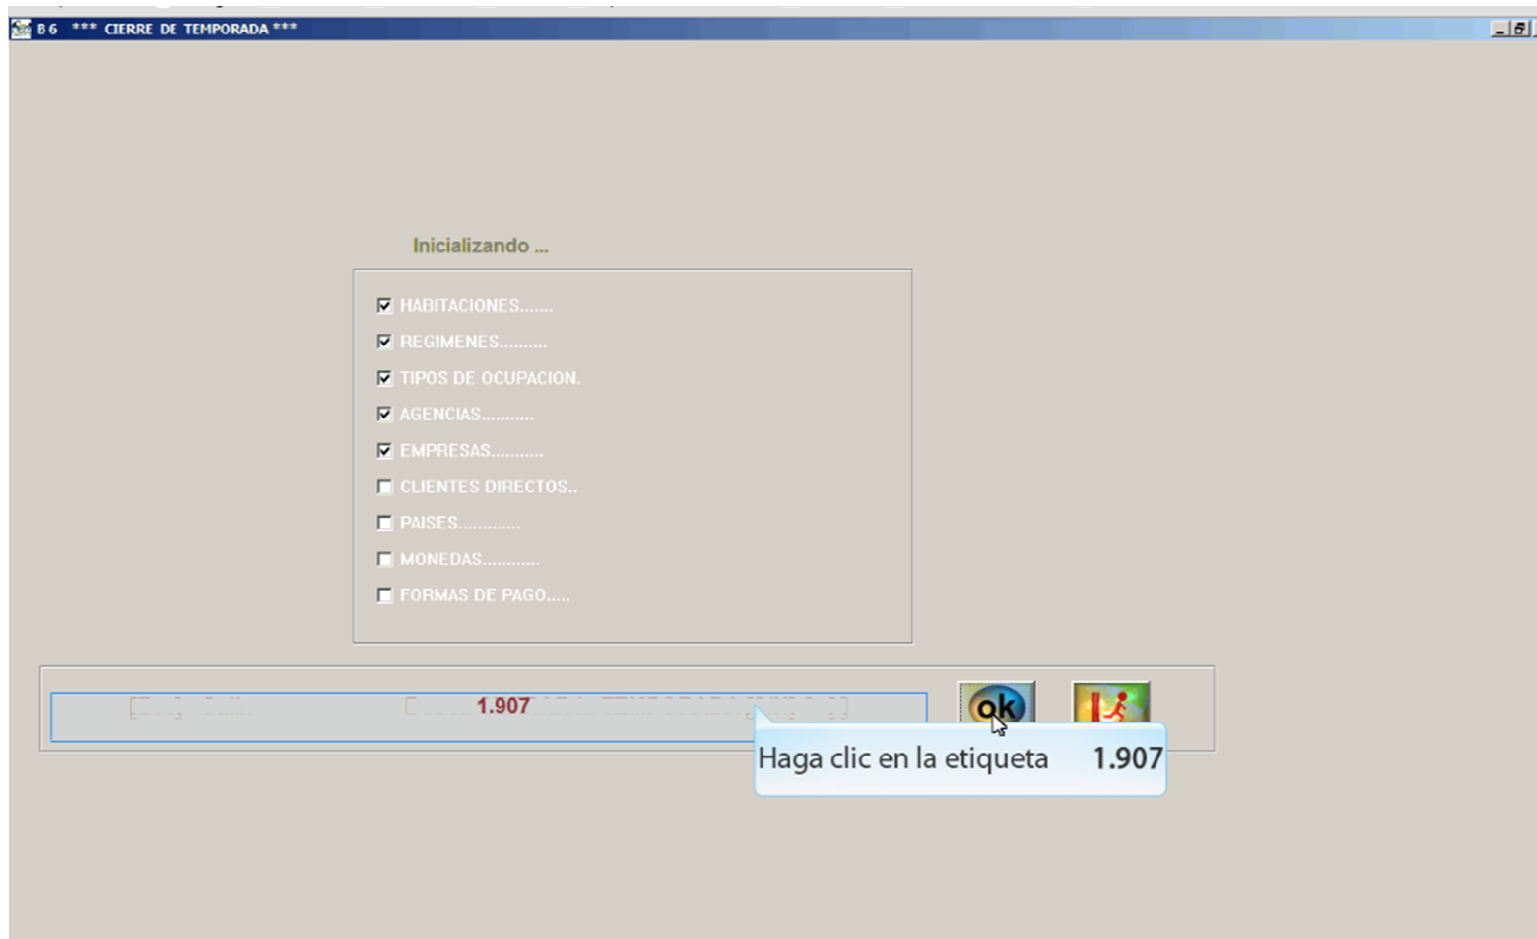 B 6 *** CIERRE DE TEMPORADA ***
Inicializando ...
HABITACIONES.......
REGIMENES..........
TIPOS DE OCUPACION.
AGENCIAS...........
EMPRESAS...........
CLIENTES DIRECTOS..
PAISES.............
MONEDAS............
FORMAS DE PAGO.....
1.907
ok
Haga clic en la etiqueta 1.907